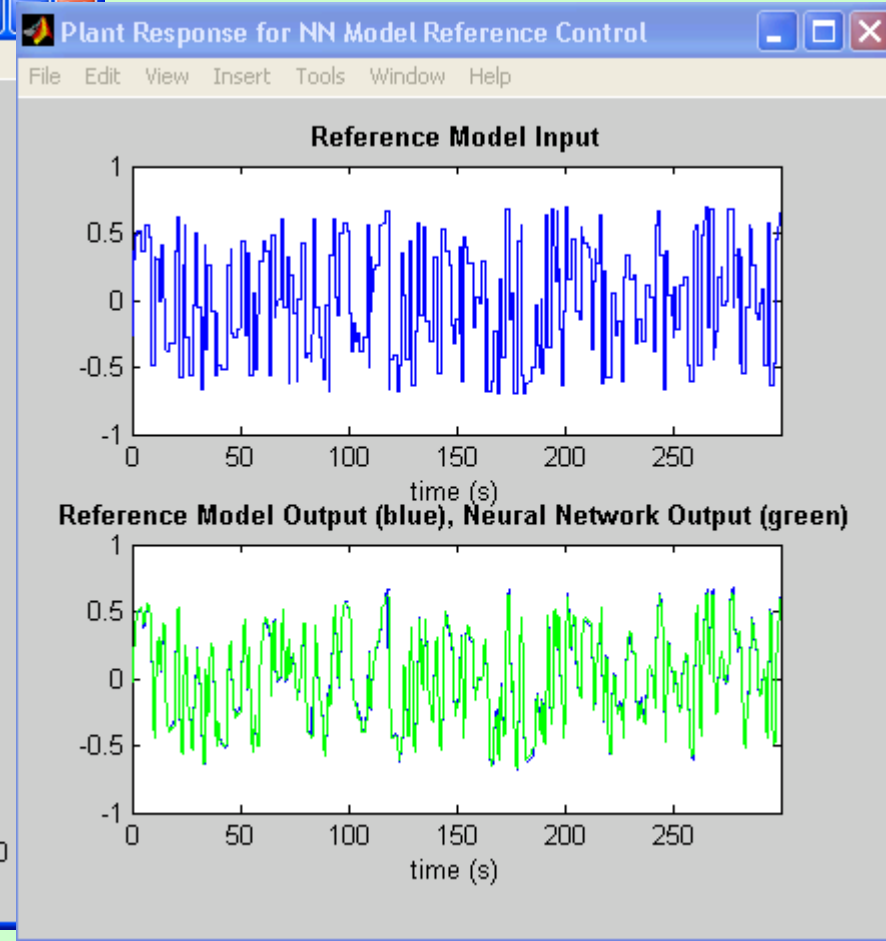 Plant Response for NN Model Reference Control
File Edit View Insert Tools Window Help
Reference Model Input
1
0.5
0
-0.5
-1
0 50 100 150 200 250
time (s)
Reference Model Output (blue), Neural Network Output (green)
1
0.5
0
-0.5
-1
0 50 100 150 200 250
time (s)
0